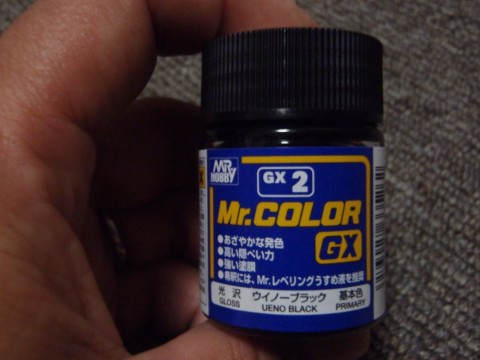 MR
HOBBY
GX 2
Mr.COLOR
GX
●あざやかな発色
●高い隠ぺい力
●強い塗膜
●希釈には、Mr.レベリングうすめ液を推奨
光沢 ウイノーブラック 基本色
GLOSS UENO BLACK PRIMARY